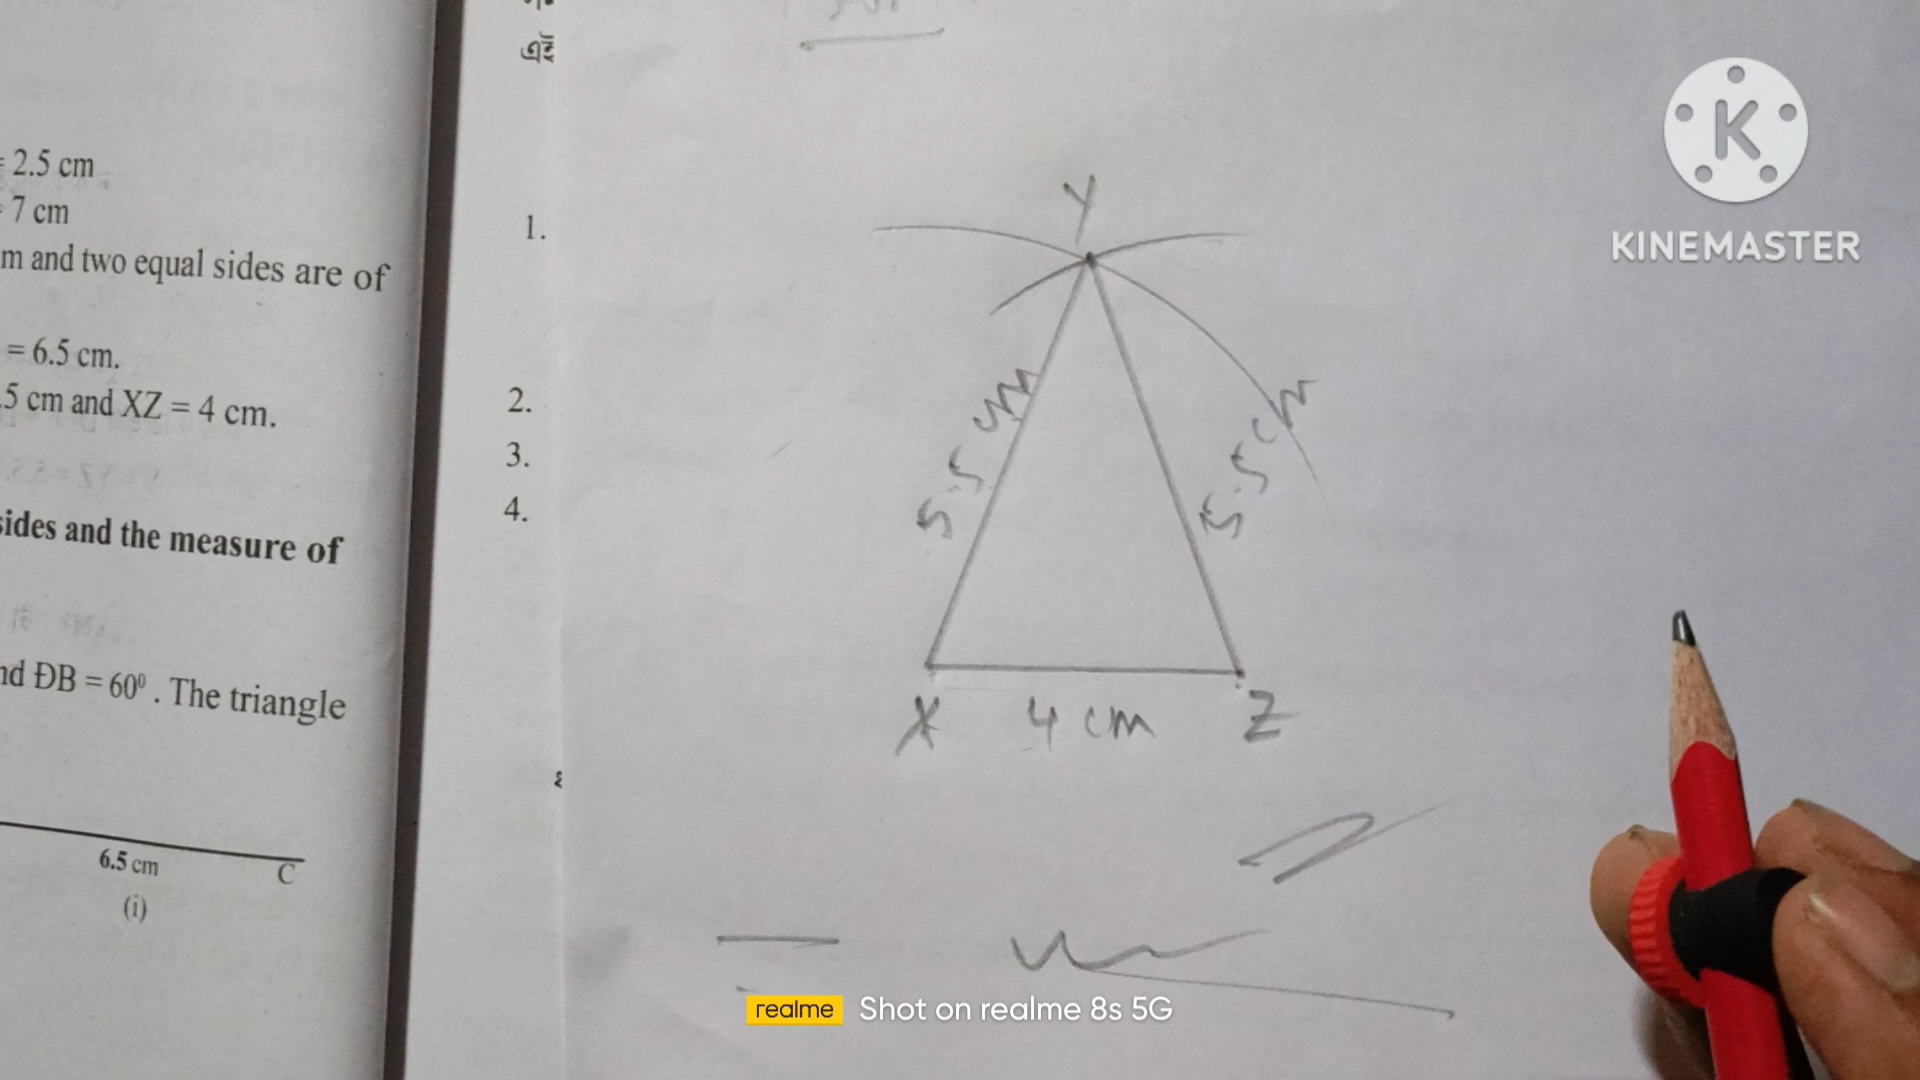 = 2.5 cm
= 7 cm
m and two equal sides are of
= 6.5 cm.
.5 cm and XZ = 4 cm.
sides and the measure of
nd ÐB = 60⁰ . The triangle
6.5 cm
C
(i)
এই
1.
2.
3.
4.
Y
5.5 cm
5.5 cm
X
4 cm
Z
K
KINEMASTER
realme Shot on realme 8s 5G